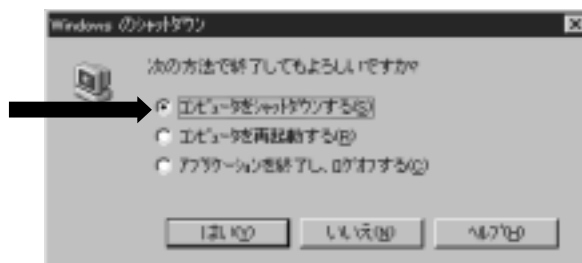 Windows のシャットダウン
次の方法で終了してもよろしいですか?
コンピュータをシャットダウンする(S)
コンピュータを再起動する(R)
アプリケーションを終了し、ログオフする(C)
はい(Y) いいえ(N) ヘルプ(H)